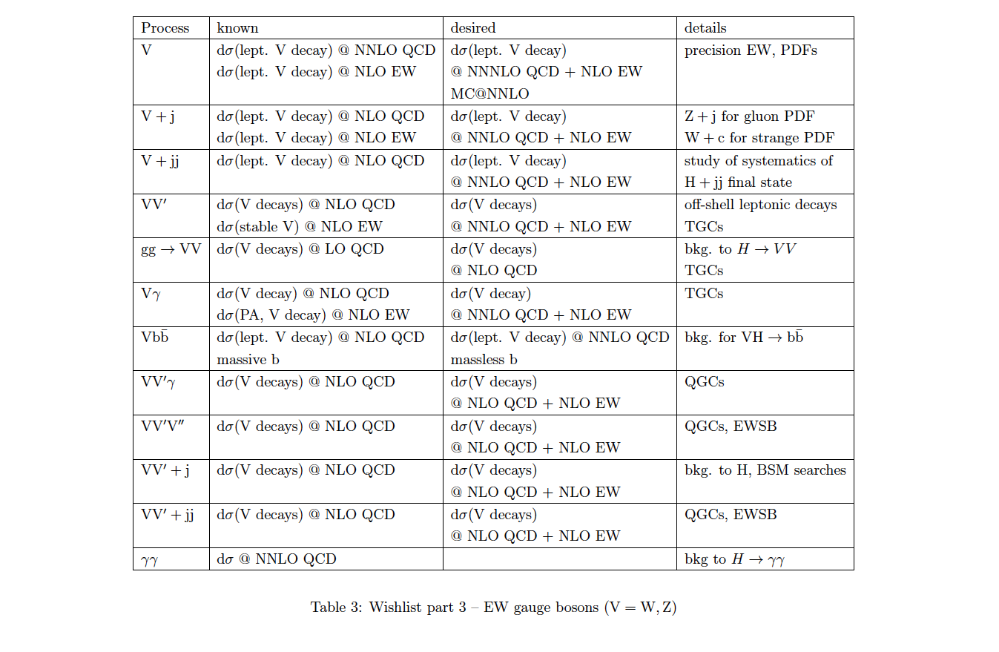 Process known desired details
V dσ(lept. V decay) @ NNLO QCD dσ(lept. V decay) precision EW, PDFs
dσ(lept. V decay) @ NLO EW @ NNNLO QCD + NLO EW
MC@NNLO
V + j dσ(lept. V decay) @ NLO QCD dσ(lept. V decay) Z + j for gluon PDF
dσ(lept. V decay) @ NLO EW @ NNLO QCD + NLO EW W + c for strange PDF
V + jj dσ(lept. V decay) @ NLO QCD dσ(lept. V decay) study of systematics of
@ NNLO QCD + NLO EW H + jj final state
VV′ dσ(V decays) @ NLO QCD dσ(V decays) off-shell leptonic decays
dσ(stable V) @ NLO EW @ NNLO QCD + NLO EW TGCs
gg → VV dσ(V decays) @ LO QCD dσ(V decays) bkg. to H → VV
@ NLO QCD TGCs
Vγ dσ(V decay) @ NLO QCD dσ(V decay) TGCs
dσ(PA, V decay) @ NLO EW @ NNLO QCD + NLO EW
Vbb̄ dσ(lept. V decay) @ NLO QCD dσ(lept. V decay) @ NNLO QCD bkg. for VH → bb̄
massive b massless b
VV′γ dσ(V decays) @ NLO QCD dσ(V decays) QGCs
@ NLO QCD + NLO EW
VV′V″ dσ(V decays) @ NLO QCD dσ(V decays) QGCs, EWSB
@ NLO QCD + NLO EW
VV′ + j dσ(V decays) @ NLO QCD dσ(V decays) bkg. to H, BSM searches
@ NLO QCD + NLO EW
VV′ + jj dσ(V decays) @ NLO QCD dσ(V decays) QGCs, EWSB
@ NLO QCD + NLO EW
γγ dσ @ NNLO QCD bkg to H → γγ
Table 3: Wishlist part 3 – EW gauge bosons (V = W, Z)